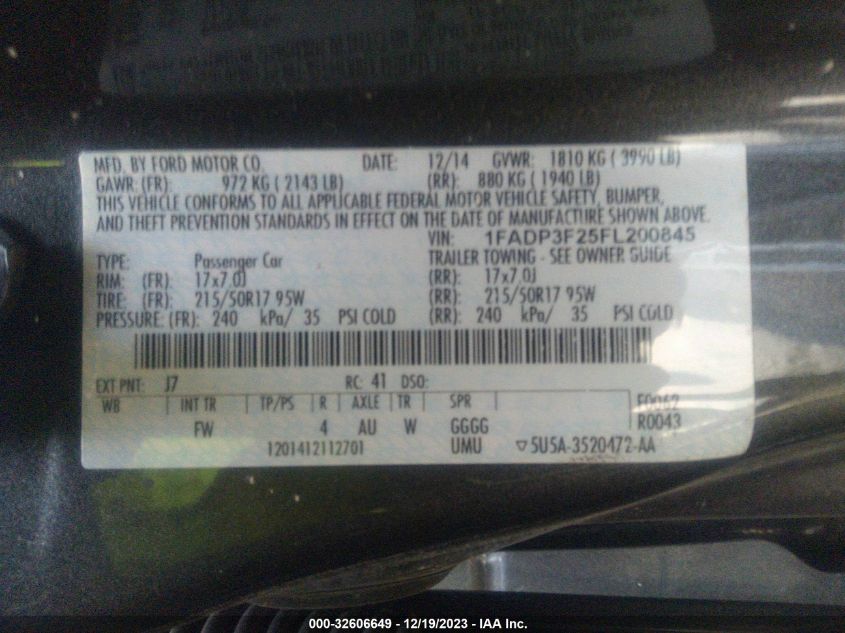 MFD. BY FORD MOTOR CO. DATE: 12/14 GVWR: 1810 KG ( 3990 LB)
GAWR: (FR): 972 KG ( 2143 LB) (RR): 880 KG ( 1940 LB)
THIS VEHICLE CONFORMS TO ALL APPLICABLE FEDERAL MOTOR VEHICLE SAFETY, BUMPER,
AND THEFT PREVENTION STANDARDS IN EFFECT ON THE DATE OF MANUFACTURE SHOWN ABOVE.
VIN: 1FADP3F25FL200845
TYPE: Passenger Car TRAILER TOWING - SEE OWNER GUIDE
RIM: (FR): 17x7.0J (RR): 17x7.0J
TIRE: (FR): 215/50R17 95W (RR): 215/50R17 95W
PRESSURE: (FR): 240 kPa/ 35 PSI COLD (RR): 240 kPa/ 35 PSI COLD
EXT PNT: J7 RC: 41 DSO:
WB INT TR TP/PS R AXLE TR SPR F0062
FW 4 AU W GGGG R0043
1201412112701 UMU ▽5U5A-3520472-AA
000-32606649 - 12/19/2023 - IAA Inc.